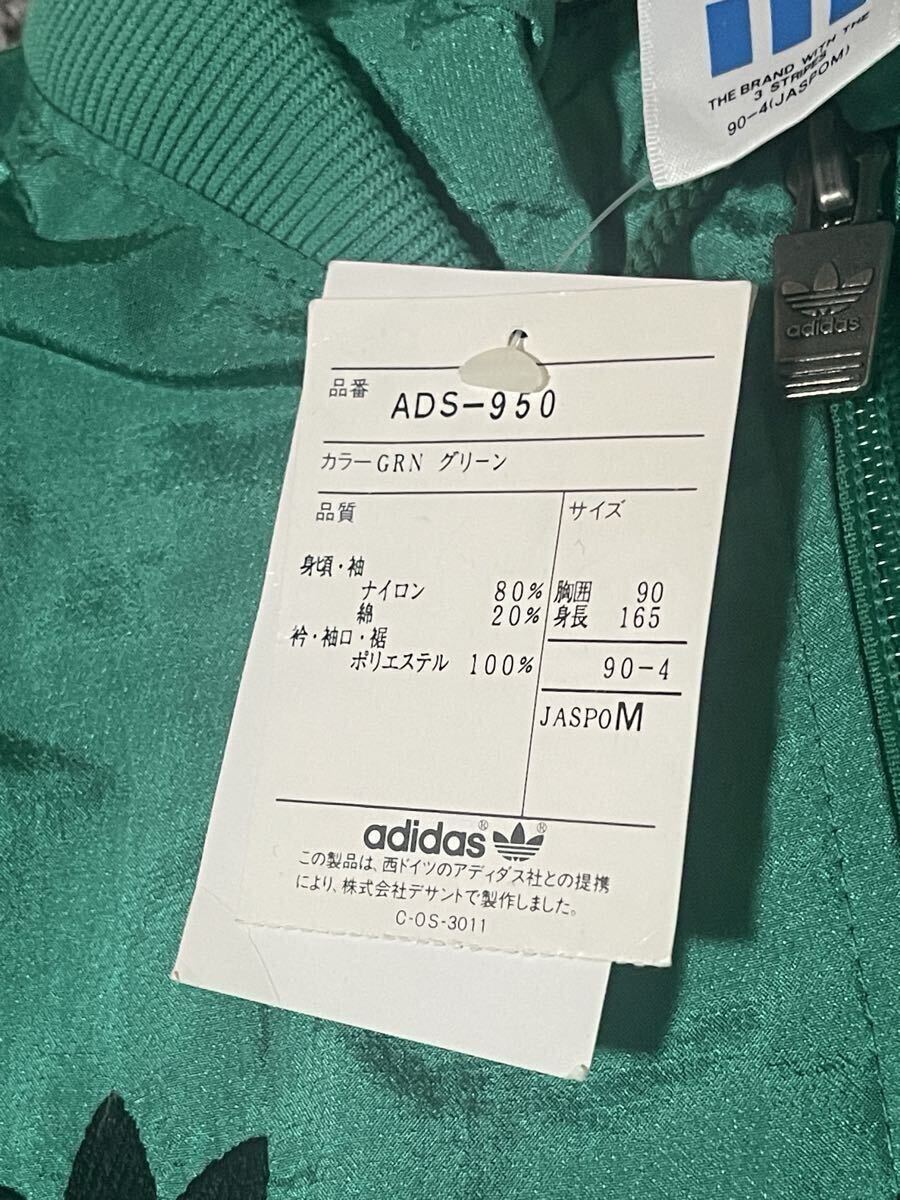 THE BRAND WITH THE
3 STRIPES
90-4(JASPOM)
adidas
品番 ADS-950
カラーGRN グリーン
品質
サイズ
身頃・袖
ナイロン 80%
綿 20%
衿・袖口・裾
ポリエステル 100%
胸囲 90
身長 165
90-4
JASPO M
adidas® ®
この製品は、西ドイツのアディダス社との提携
により、株式会社デサントで製作しました。
C-OS-3011